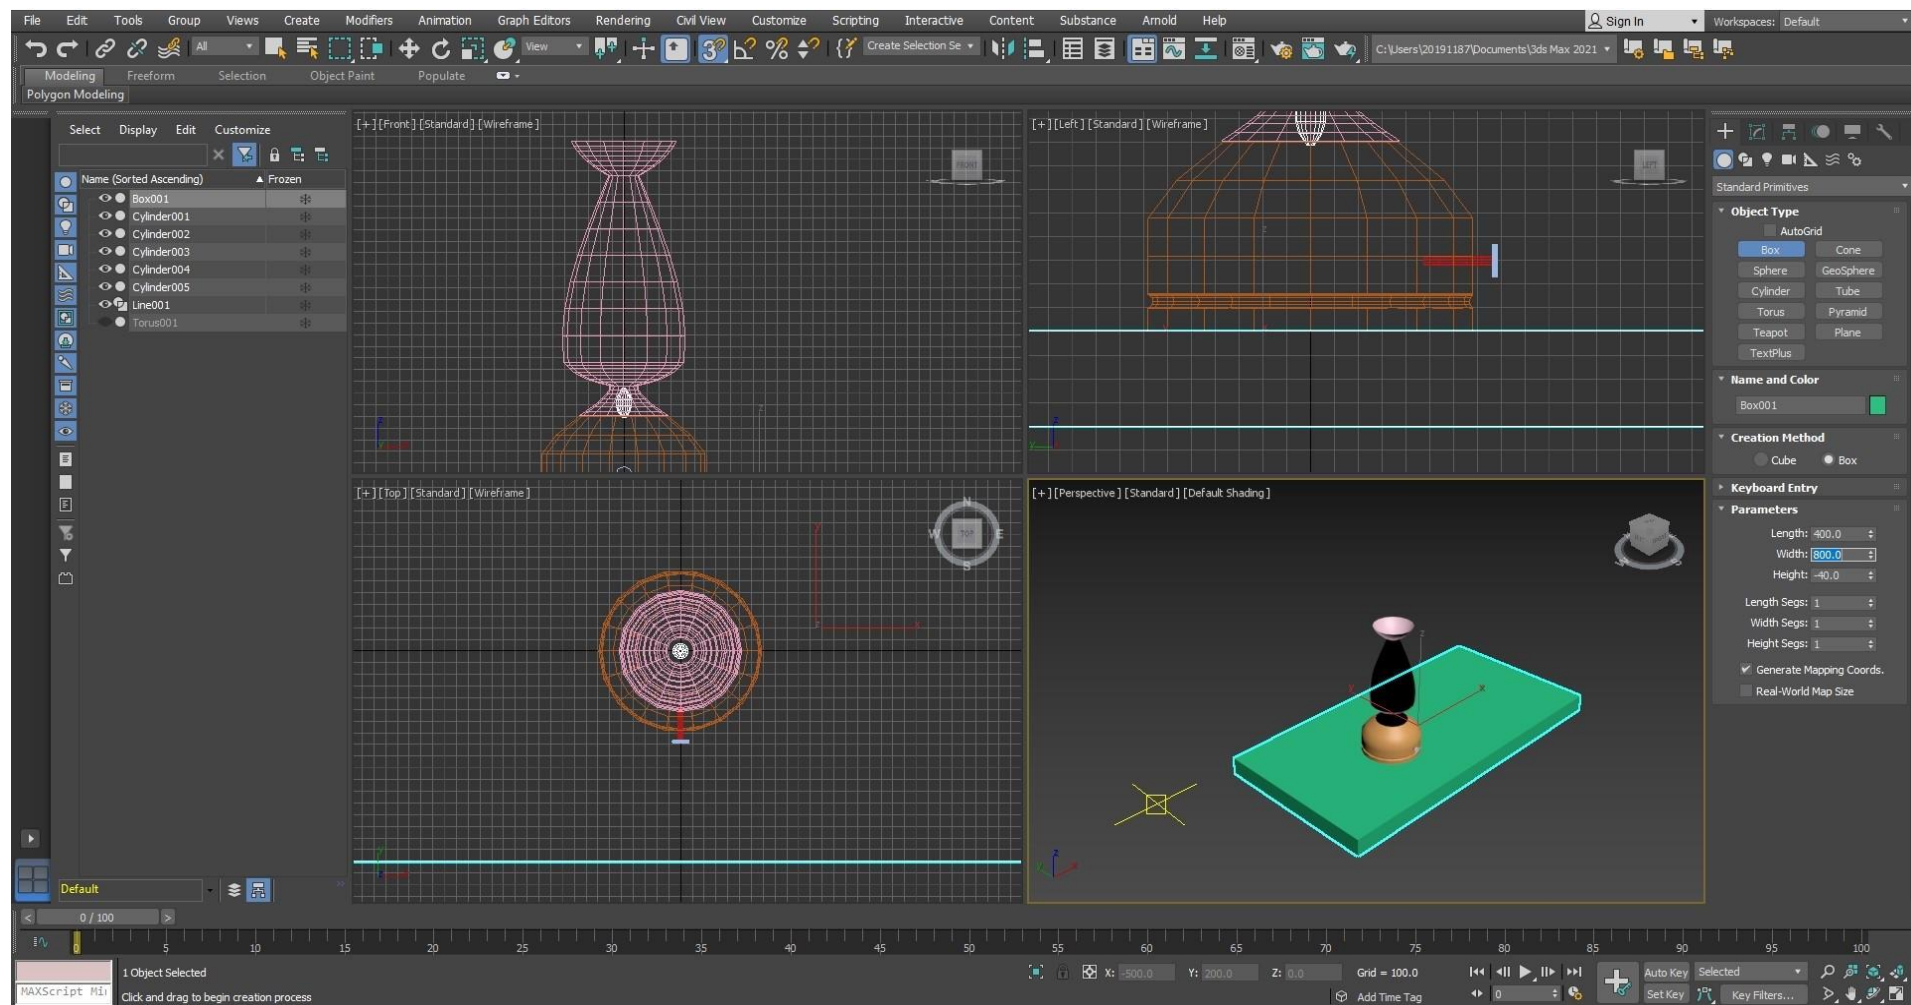 File Edit Tools Group Views Create Modifiers Animation Graph Editors Rendering Civil View Customize Scripting Interactive Content Substance Arnold Help Sign In Workspaces: Default
All View Create Selection Se C:\Users\20191187\Documents\3ds Max 2021
Modeling Freeform Selection Object Paint Populate
Polygon Modeling
Select Display Edit Customize
Name (Sorted Ascending) Frozen
Box001
Cylinder001
Cylinder002
Cylinder003
Cylinder004
Cylinder005
Line001
Torus001
Default
[+][Front][Standard][Wireframe]
FRONT
z
[+][Left][Standard][Wireframe]
LEFT
z
[+][Top][Standard][Wireframe]
N
W TOP E
S
y
z x
[+][Perspective][Standard][Default Shading]
z
x
Standard Primitives
Object Type
AutoGrid
Box Cone
Sphere GeoSphere
Cylinder Tube
Torus Pyramid
Teapot Plane
TextPlus
Name and Color
Box001
Creation Method
Cube Box
Keyboard Entry
Parameters
Length: 400.0
Width: 800.0
Height: -40.0
Length Segs: 1
Width Segs: 1
Height Segs: 1
Generate Mapping Coords.
Real-World Map Size
< 0 / 100 >
0 5 10 15 20 25 30 35 40 45 50 55 60 65 70 75 80 85 90 95 100
1 Object Selected X: -500.0 Y: 200.0 Z: 0.0 Grid = 100.0 Auto Key Selected
MAXScript Mi Click and drag to begin creation process Add Time Tag 0 Set Key Key Filters...